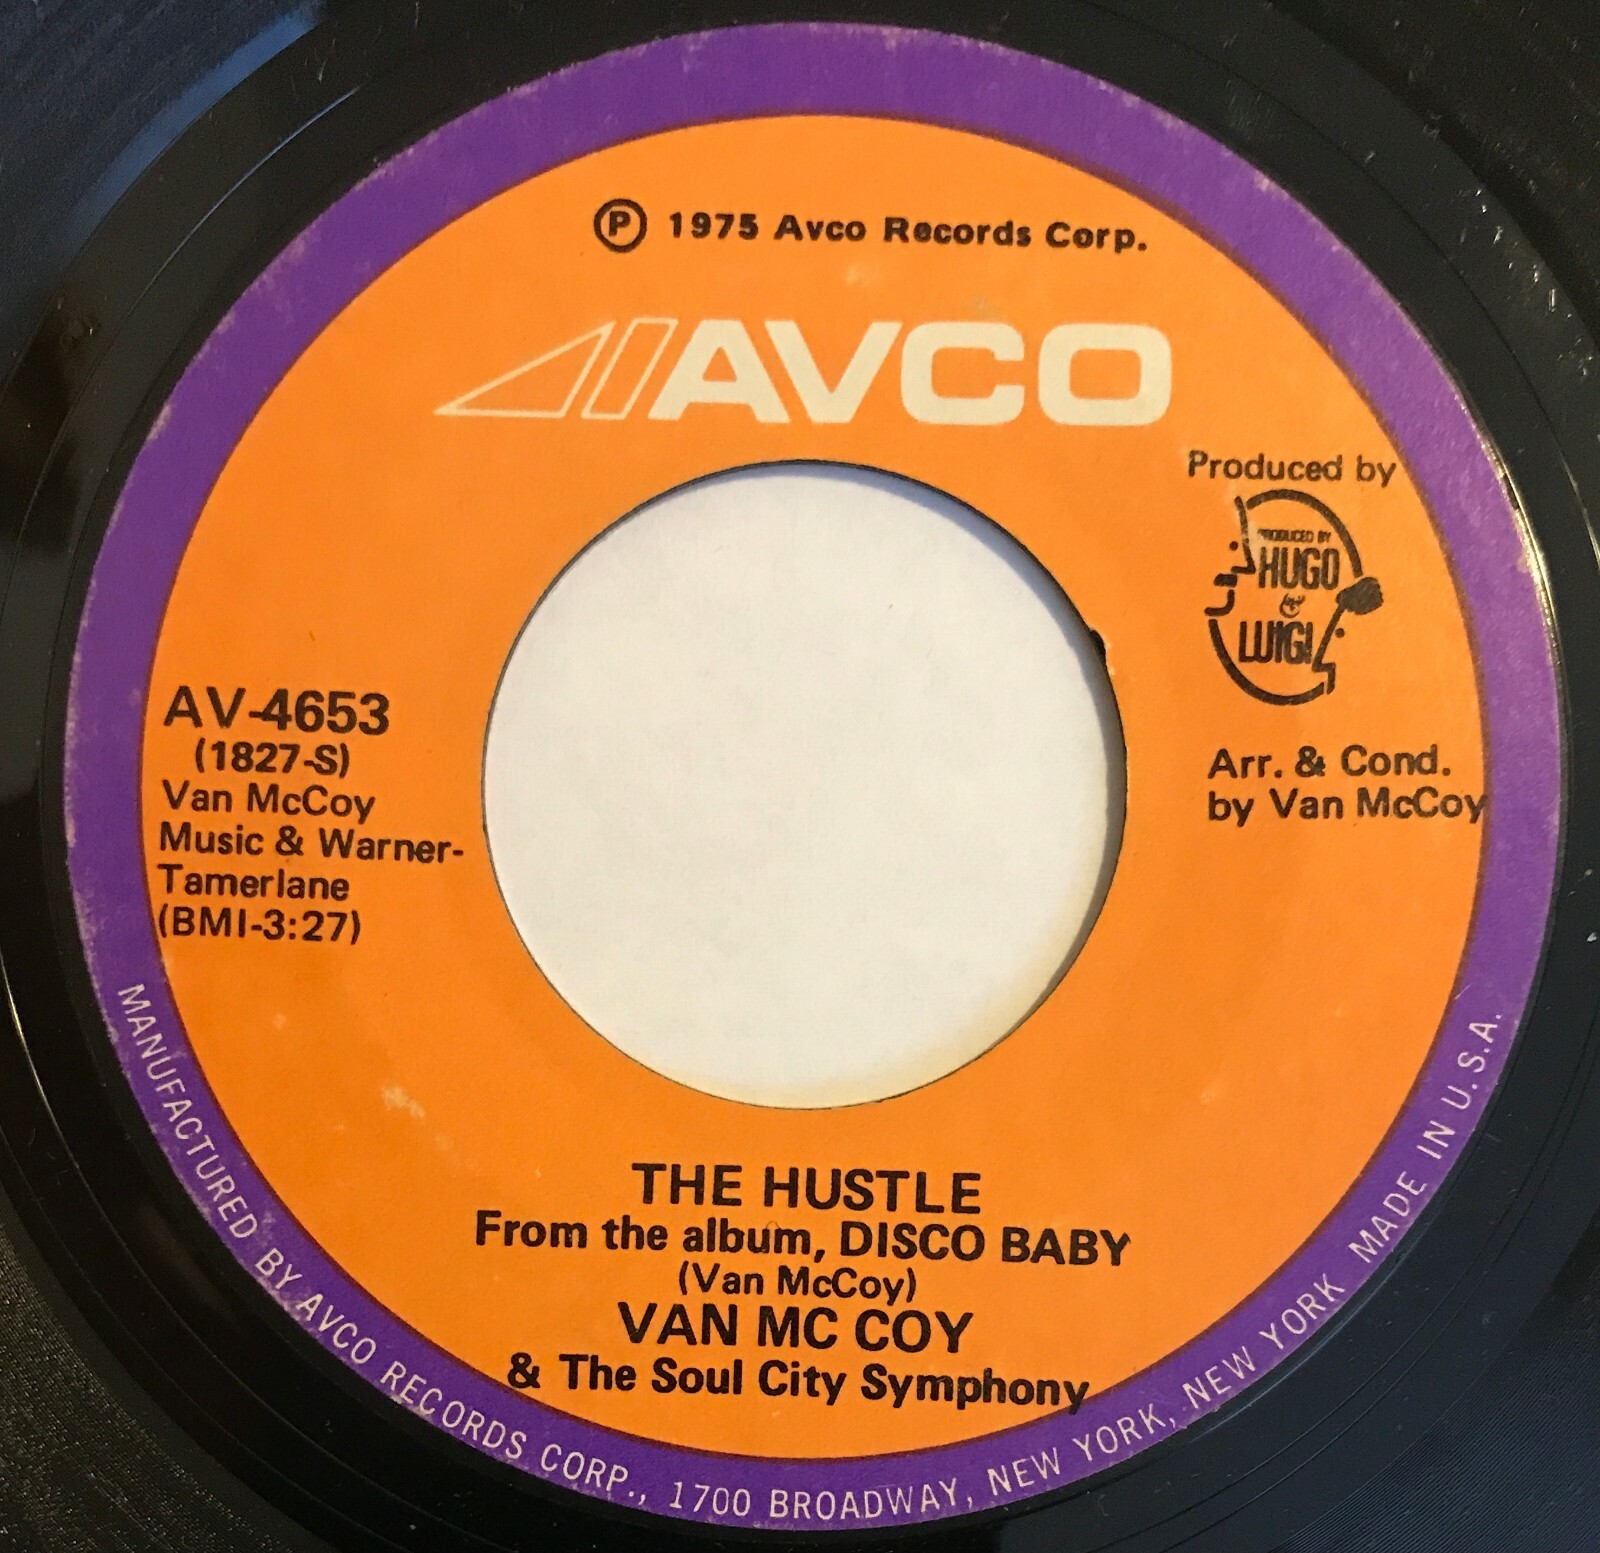 Ⓟ 1975 Avco Records Corp.
AVCO
Produced by
PRODUCED BY
HUGO
&
LUIGI
AV-4653
(1827-S)
Van McCoy
Music & Warner-
Tamerlane
(BMI-3:27)
Arr. & Cond.
by Van McCoy
THE HUSTLE
From the album, DISCO BABY
(Van McCoy)
VAN MC COY
& The Soul City Symphony
MANUFACTURED BY AVCO RECORDS CORP., 1700 BROADWAY, NEW YORK, NEW YORK MADE IN U.S.A.